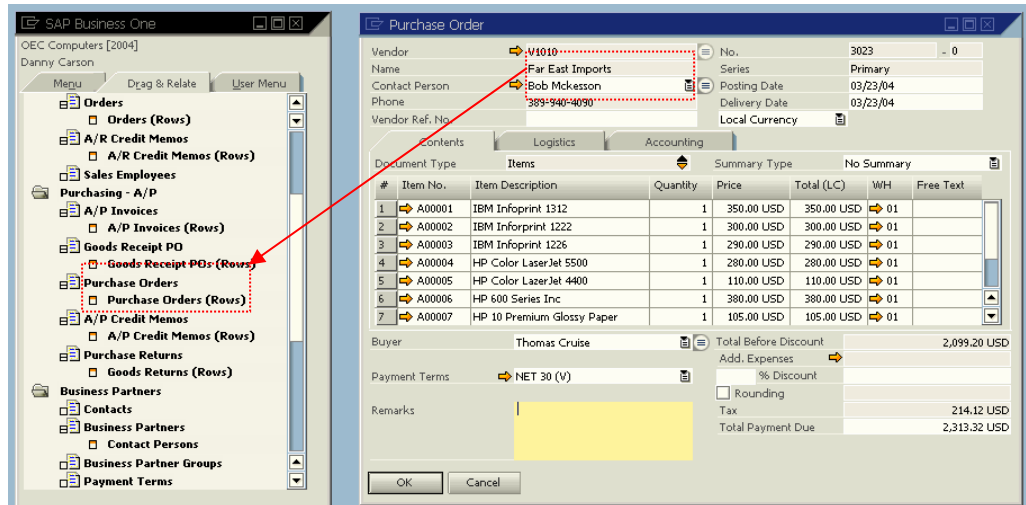 SAP Business One
OEC Computers [2004]
Danny Carson
Menu Drag & Relate User Menu
Orders
Orders (Rows)
A/R Credit Memos
A/R Credit Memos (Rows)
Sales Employees
Purchasing - A/P
A/P Invoices
A/P Invoices (Rows)
Goods Receipt PO
Goods Receipt POs (Rows)
Purchase Orders
Purchase Orders (Rows)
A/P Credit Memos
A/P Credit Memos (Rows)
Purchase Returns
Goods Returns (Rows)
Business Partners
Contacts
Business Partners
Contact Persons
Business Partner Groups
Payment Terms
Purchase Order
Vendor V1010 No. 3023 - 0
Name Far East Imports Series Primary
Contact Person Bob Mckesson Posting Date 03/23/04
Phone 389-940-4090 Delivery Date 03/23/04
Vendor Ref. No. Local Currency
Contents Logistics Accounting
Document Type Items Summary Type No Summary
# Item No. Item Description Quantity Price Total (LC) WH Free Text
1 A00001 IBM Infoprint 1312 1 350.00 USD 350.00 USD 01
2 A00002 IBM Inforprint 1222 1 300.00 USD 300.00 USD 01
3 A00003 IBM Inforprint 1226 1 290.00 USD 290.00 USD 01
4 A00004 HP Color LaserJet 5500 1 280.00 USD 280.00 USD 01
5 A00005 HP Color LaserJet 4400 1 110.00 USD 110.00 USD 01
6 A00006 HP 600 Series Inc 1 380.00 USD 380.00 USD 01
7 A00007 HP 10 Premium Glossy Paper 1 105.00 USD 105.00 USD 01
Buyer Thomas Cruise Total Before Discount 2,099.20 USD
Add. Expenses
Payment Terms NET 30 (V) % Discount
Rounding
Remarks Tax 214.12 USD
Total Payment Due 2,313.32 USD
OK Cancel